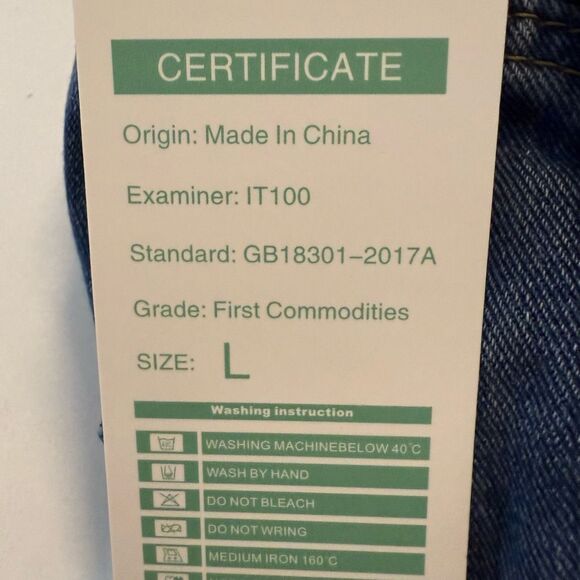 CERTIFICATE
Origin: Made In China
Examiner: IT100
Standard: GB18301-2017A
Grade: First Commodities
SIZE: L
Washing instruction
WASHING MACHINEBELOW 40℃
WASH BY HAND
DO NOT BLEACH
DO NOT WRING
MEDIUM IRON 160℃